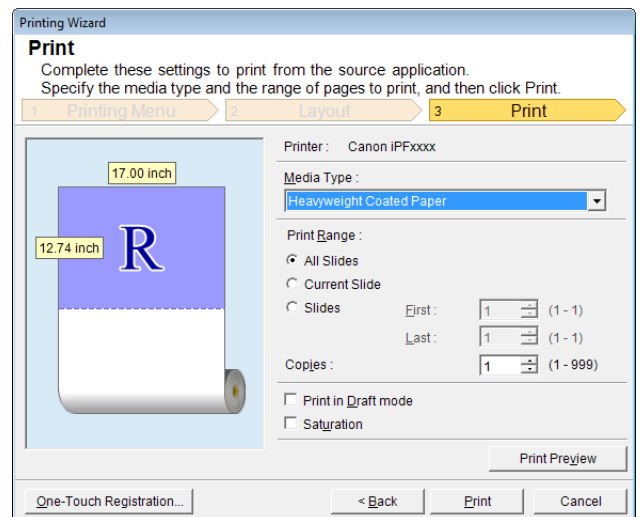 Printing Wizard
Print
Complete these settings to print from the source application.
Specify the media type and the range of pages to print, and then click Print.
1 Printing Menu 2 Layout 3 Print
Printer : Canon iPFxxxx
17.00 inch
Media Type :
Heavyweight Coated Paper
12.74 inch
R
Print Range :
All Slides
Current Slide
Slides First : 1 (1 - 1)
Last : 1 (1 - 1)
Copies : 1 (1 - 999)
Print in Draft mode
Saturation
Print Preview
One-Touch Registration... < Back Print Cancel